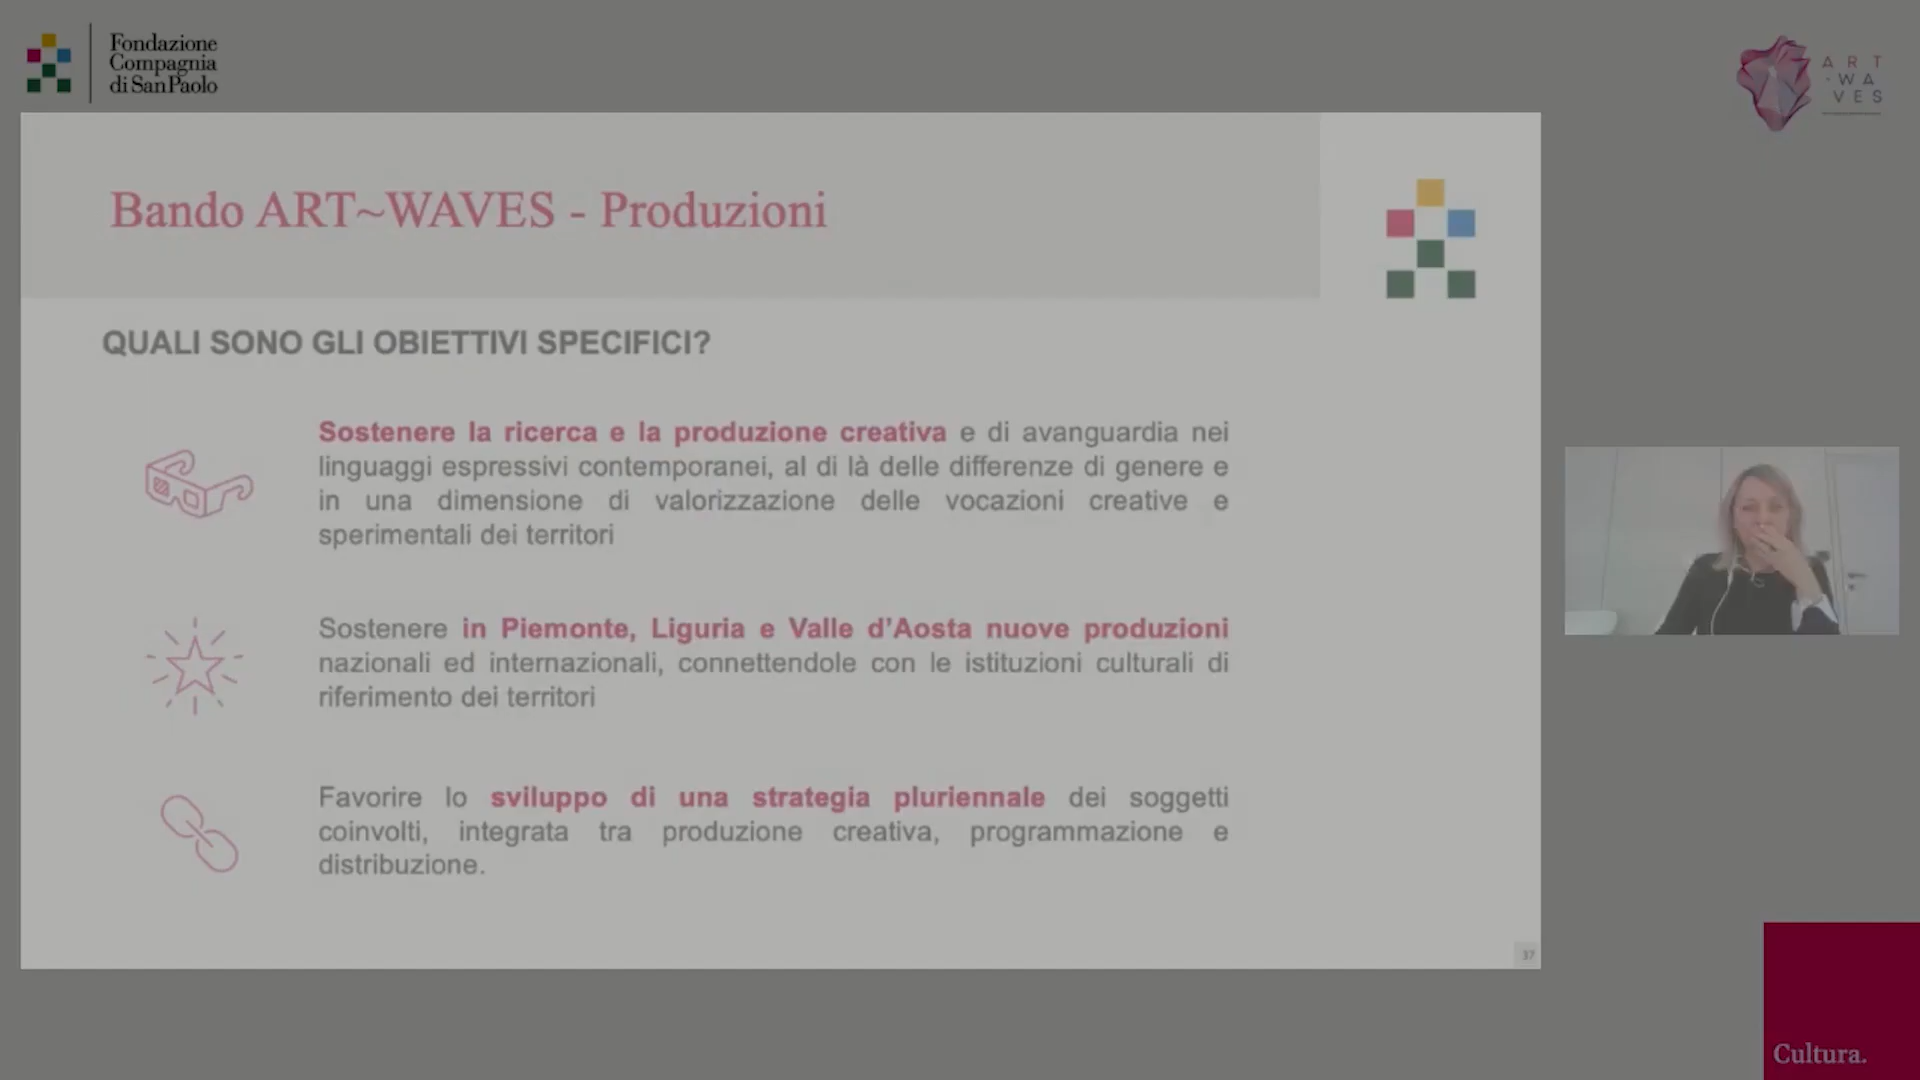 Fondazione
Compagnia
di San Paolo
ART
~WA
VES
Bando ART~WAVES - Produzioni
QUALI SONO GLI OBIETTIVI SPECIFICI?
Sostenere la ricerca e la produzione creativa e di avanguardia nei
linguaggi espressivi contemporanei, al di là delle differenze di genere e
in una dimensione di valorizzazione delle vocazioni creative e
sperimentali dei territori
Sostenere in Piemonte, Liguria e Valle d’Aosta nuove produzioni
nazionali ed internazionali, connettendole con le istituzioni culturali di
riferimento dei territori
Favorire lo sviluppo di una strategia pluriennale dei soggetti
coinvolti, integrata tra produzione creativa, programmazione e
distribuzione.
37
Cultura.